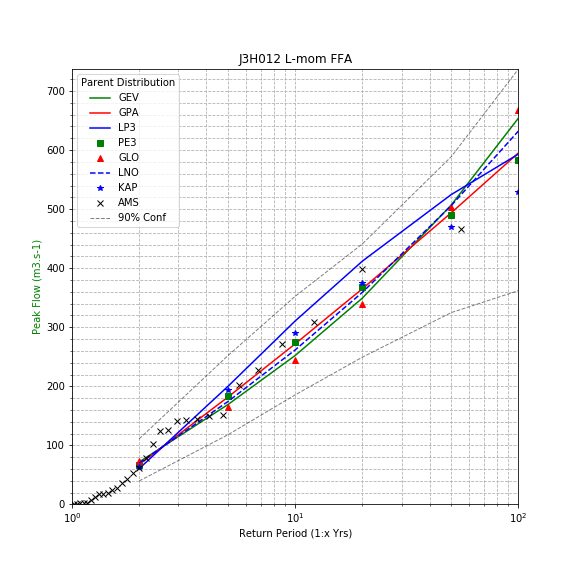 J3H012 L-mom FFA
Parent Distribution
GEV
GPA
LP3
PE3
GLO
LNO
KAP
AMS
90% Conf
700
600
500
400
300
200
100
0
Peak Flow (m3.s-1)
10⁰
10¹
10²
Return Period (1:x Yrs)